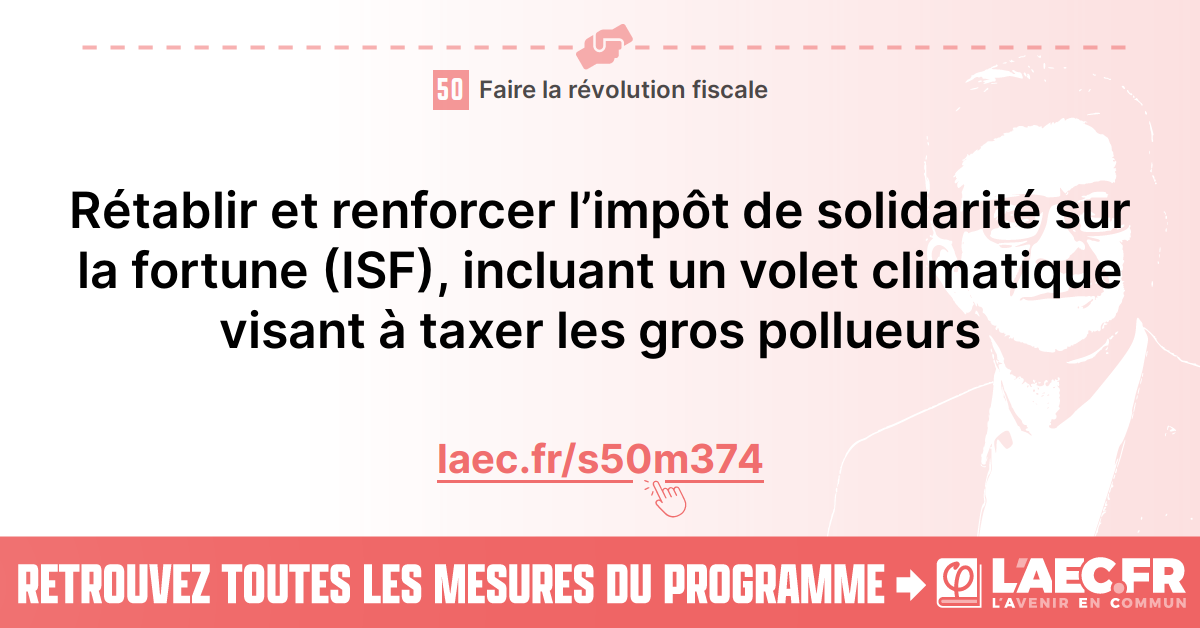 50 Faire la révolution fiscale
Rétablir et renforcer l’impôt de solidarité sur
la fortune (ISF), incluant un volet climatique
visant à taxer les gros pollueurs
laec.fr/s50m374
RETROUVEZ TOUTES LES MESURES DU PROGRAMME
φ L'AEC.FR
L'AVENIR EN COMMUN